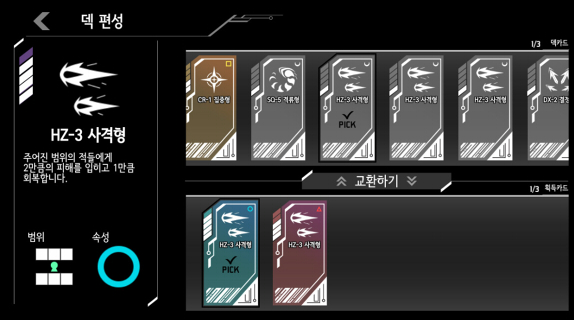 덱 편성
HZ-3 사격형
주어진 범위의 적들에게
2만큼의 피해를 입히고 1만큼
회복합니다.
범위
속성
1/3 덱카드
CR-1 집중형
SQ-5 격류형
HZ-3 사격형
PICK
HZ-3 사격형
HZ-3 사격형
교환하기
1/3 획득카드
HZ-3 사격형
PICK
HZ-3 사격형